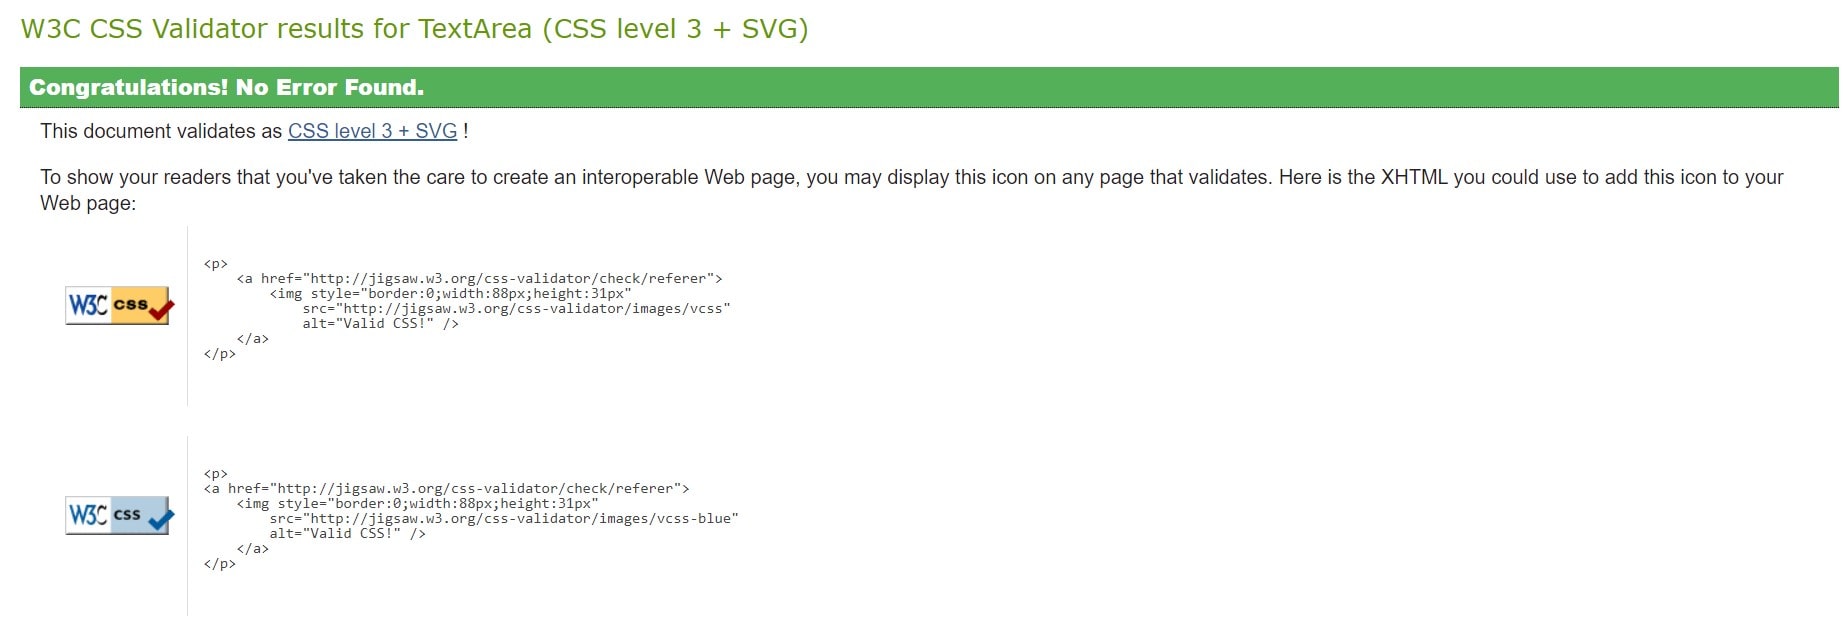 W3C CSS Validator results for TextArea (CSS level 3 + SVG)
Congratulations! No Error Found.
This document validates as CSS level 3 + SVG !
To show your readers that you've taken the care to create an interoperable Web page, you may display this icon on any page that validates. Here is the XHTML you could use to add this icon to your
Web page:
W3C css
<p>
<a href="http://jigsaw.w3.org/css-validator/check/referer">
<img style="border:0;width:88px;height:31px"
src="http://jigsaw.w3.org/css-validator/images/vcss"
alt="Valid CSS!" />
</a>
</p>
W3C css
<p>
<a href="http://jigsaw.w3.org/css-validator/check/referer">
<img style="border:0;width:88px;height:31px"
src="http://jigsaw.w3.org/css-validator/images/vcss-blue"
alt="Valid CSS!" />
</a>
</p>